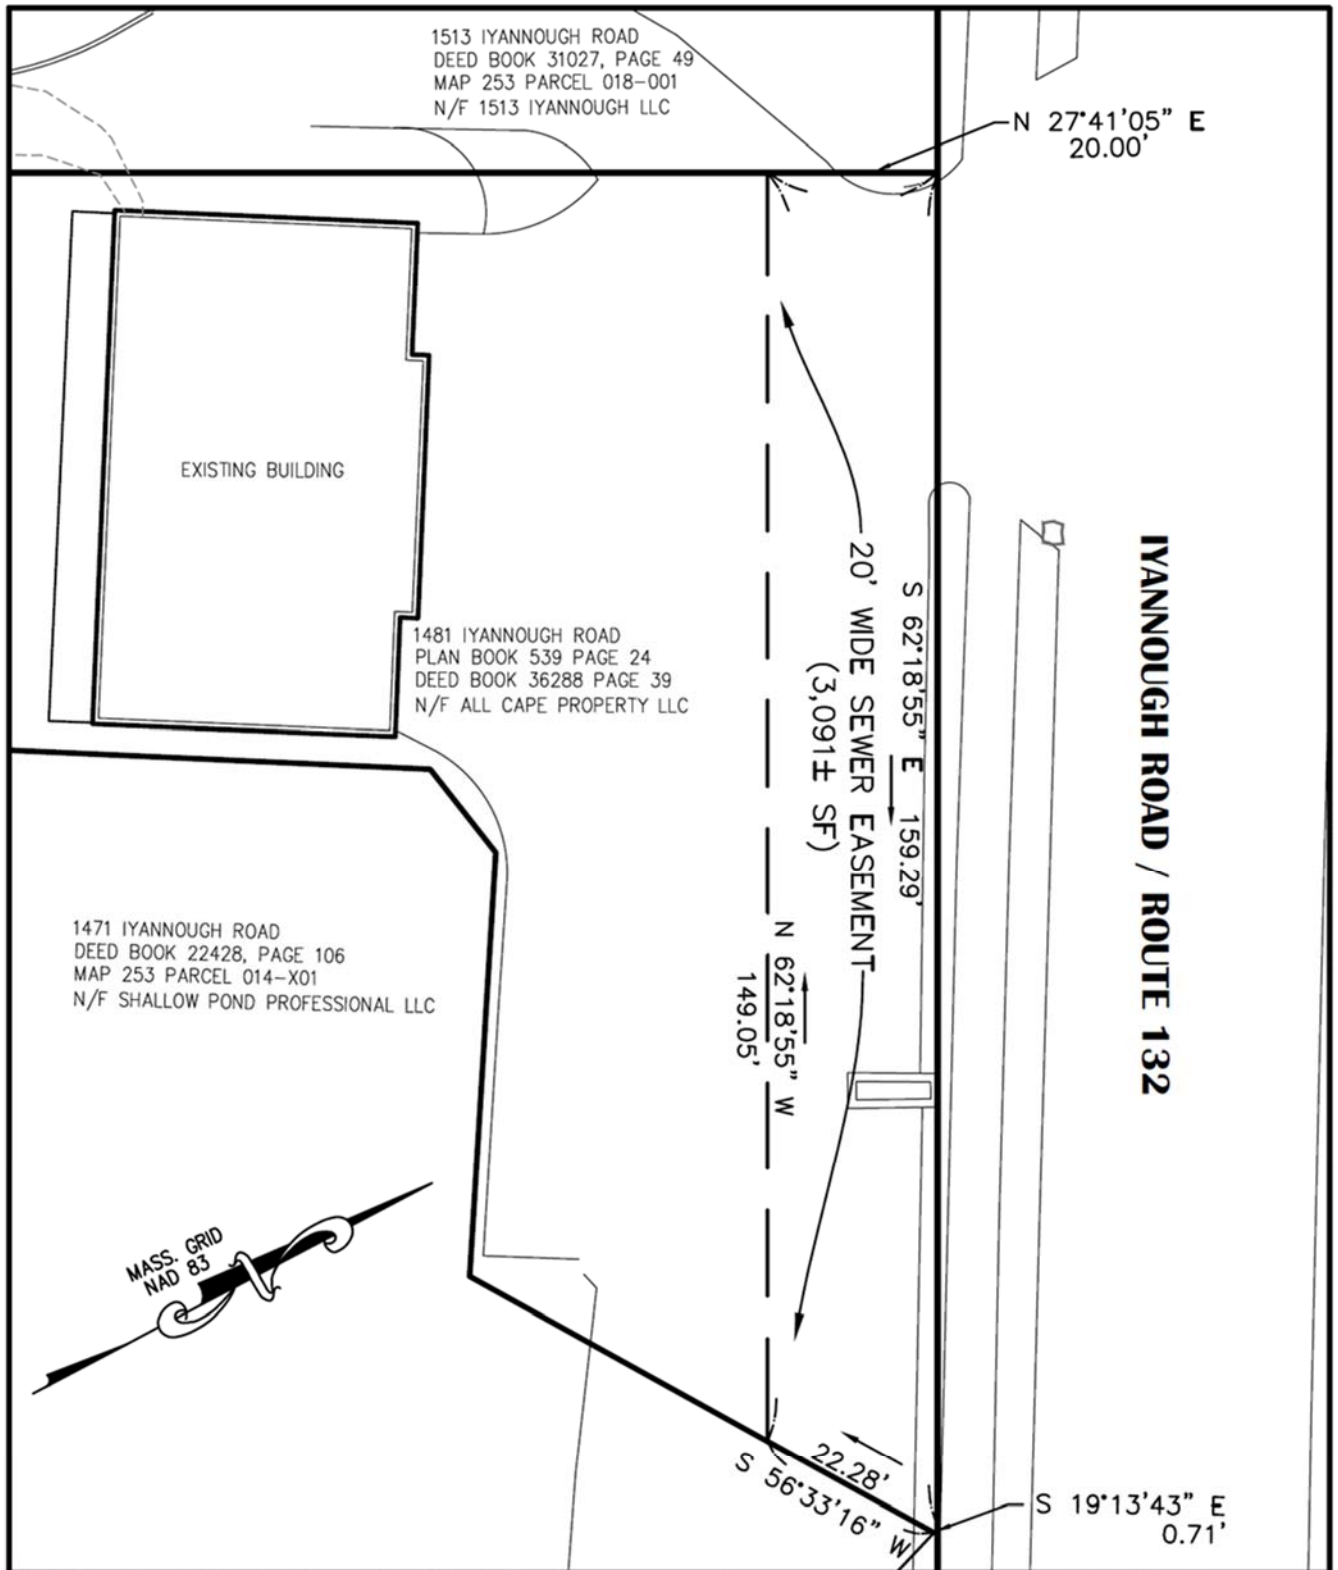 1513 IYANNOUGH ROAD
DEED BOOK 31027, PAGE 49
MAP 253 PARCEL 018-001
N/F 1513 IYANNOUGH LLC
N 27°41'05" E
20.00'
EXISTING BUILDING
IYANNOUGH ROAD / ROUTE 132
S 62°18'55" E 159.29'
20' WIDE SEWER EASEMENT
(3,091± SF)
1481 IYANNOUGH ROAD
PLAN BOOK 539 PAGE 24
DEED BOOK 36288 PAGE 39
N/F ALL CAPE PROPERTY LLC
N 62°18'55" W
149.05'
1471 IYANNOUGH ROAD
DEED BOOK 22428, PAGE 106
MAP 253 PARCEL 014-X01
N/F SHALLOW POND PROFESSIONAL LLC
MASS. GRID
NAD 83
N
22.28'
S 56°33'16" W
S 19°13'43" E
0.71'